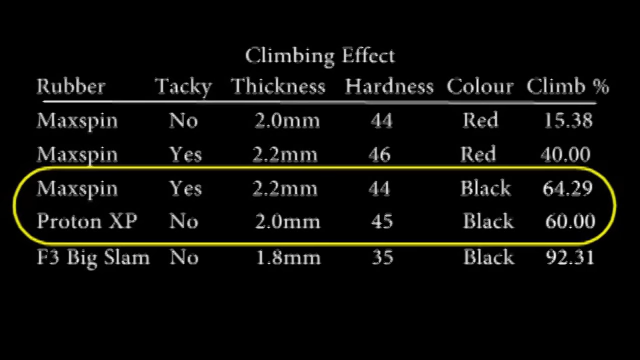 Climbing Effect
Rubber Tacky Thickness Hardness Colour Climb %
Maxspin No 2.0mm 44 Red 15.38
Maxspin Yes 2.2mm 46 Red 40.00
Maxspin Yes 2.2mm 44 Black 64.29
Proton XP No 2.0mm 45 Black 60.00
F3 Big Slam No 1.8mm 35 Black 92.31